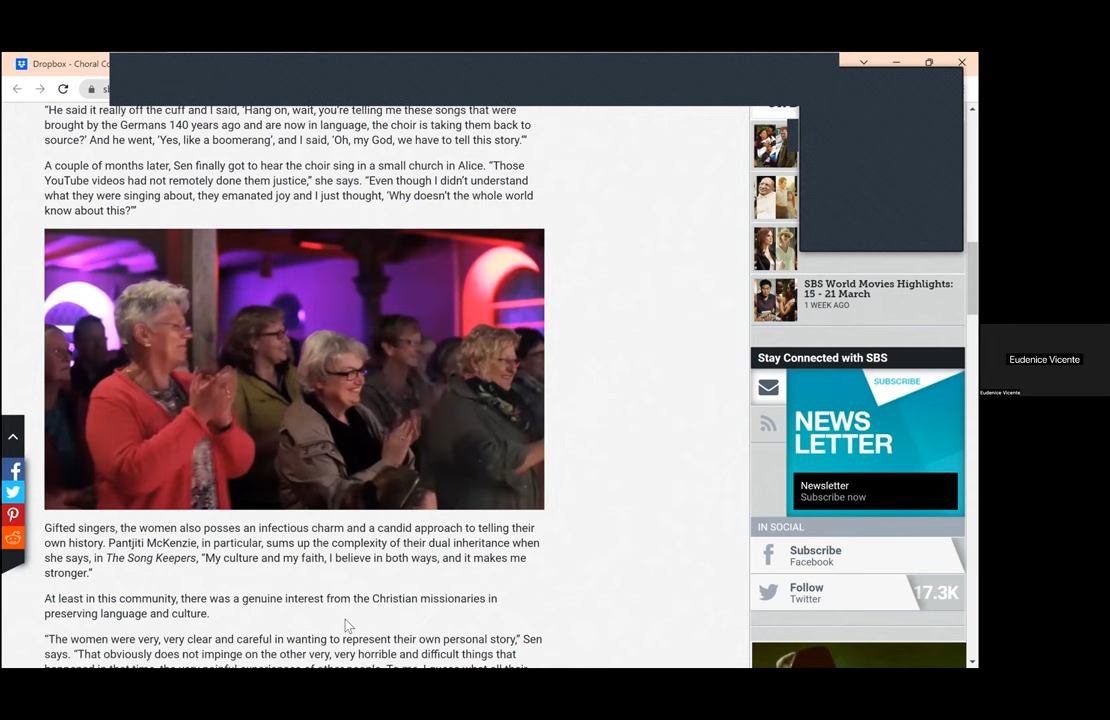 Dropbox - Choral Co
"He said it really off the cuff and I said, 'Hang on, wait, you're telling me these songs that were
brought by the Germans 140 years ago and are now in language, the choir is taking them back to
source?' And he went, 'Yes, like a boomerang', and I said, 'Oh, my God, we have to tell this story.'"
A couple of months later, Sen finally got to hear the choir sing in a small church in Alice. "Those
YouTube videos had not remotely done them justice," she says. "Even though I didn't understand
what they were singing about, they emanated joy and I just thought, 'Why doesn't the whole world
know about this?'"
Gifted singers, the women also posses an infectious charm and a candid approach to telling their
own history. Pantjiti McKenzie, in particular, sums up the complexity of their dual inheritance when
she says, in The Song Keepers, "My culture and my faith, I believe in both ways, and it makes me
stronger."
At least in this community, there was a genuine interest from the Christian missionaries in
preserving language and culture.
"The women were very, very clear and careful in wanting to represent their own personal story," Sen
says. "That obviously does not impinge on the other very, very horrible and difficult things that
SBS World Movies Highlights:
15 - 21 March
1 WEEK AGO
Stay Connected with SBS
SUBSCRIBE
NEWS
LETTER
Newsletter
Subscribe now
IN SOCIAL
Subscribe
Facebook
Follow
Twitter
17.3K
Eudenice Vicente
Eudenice Vicente